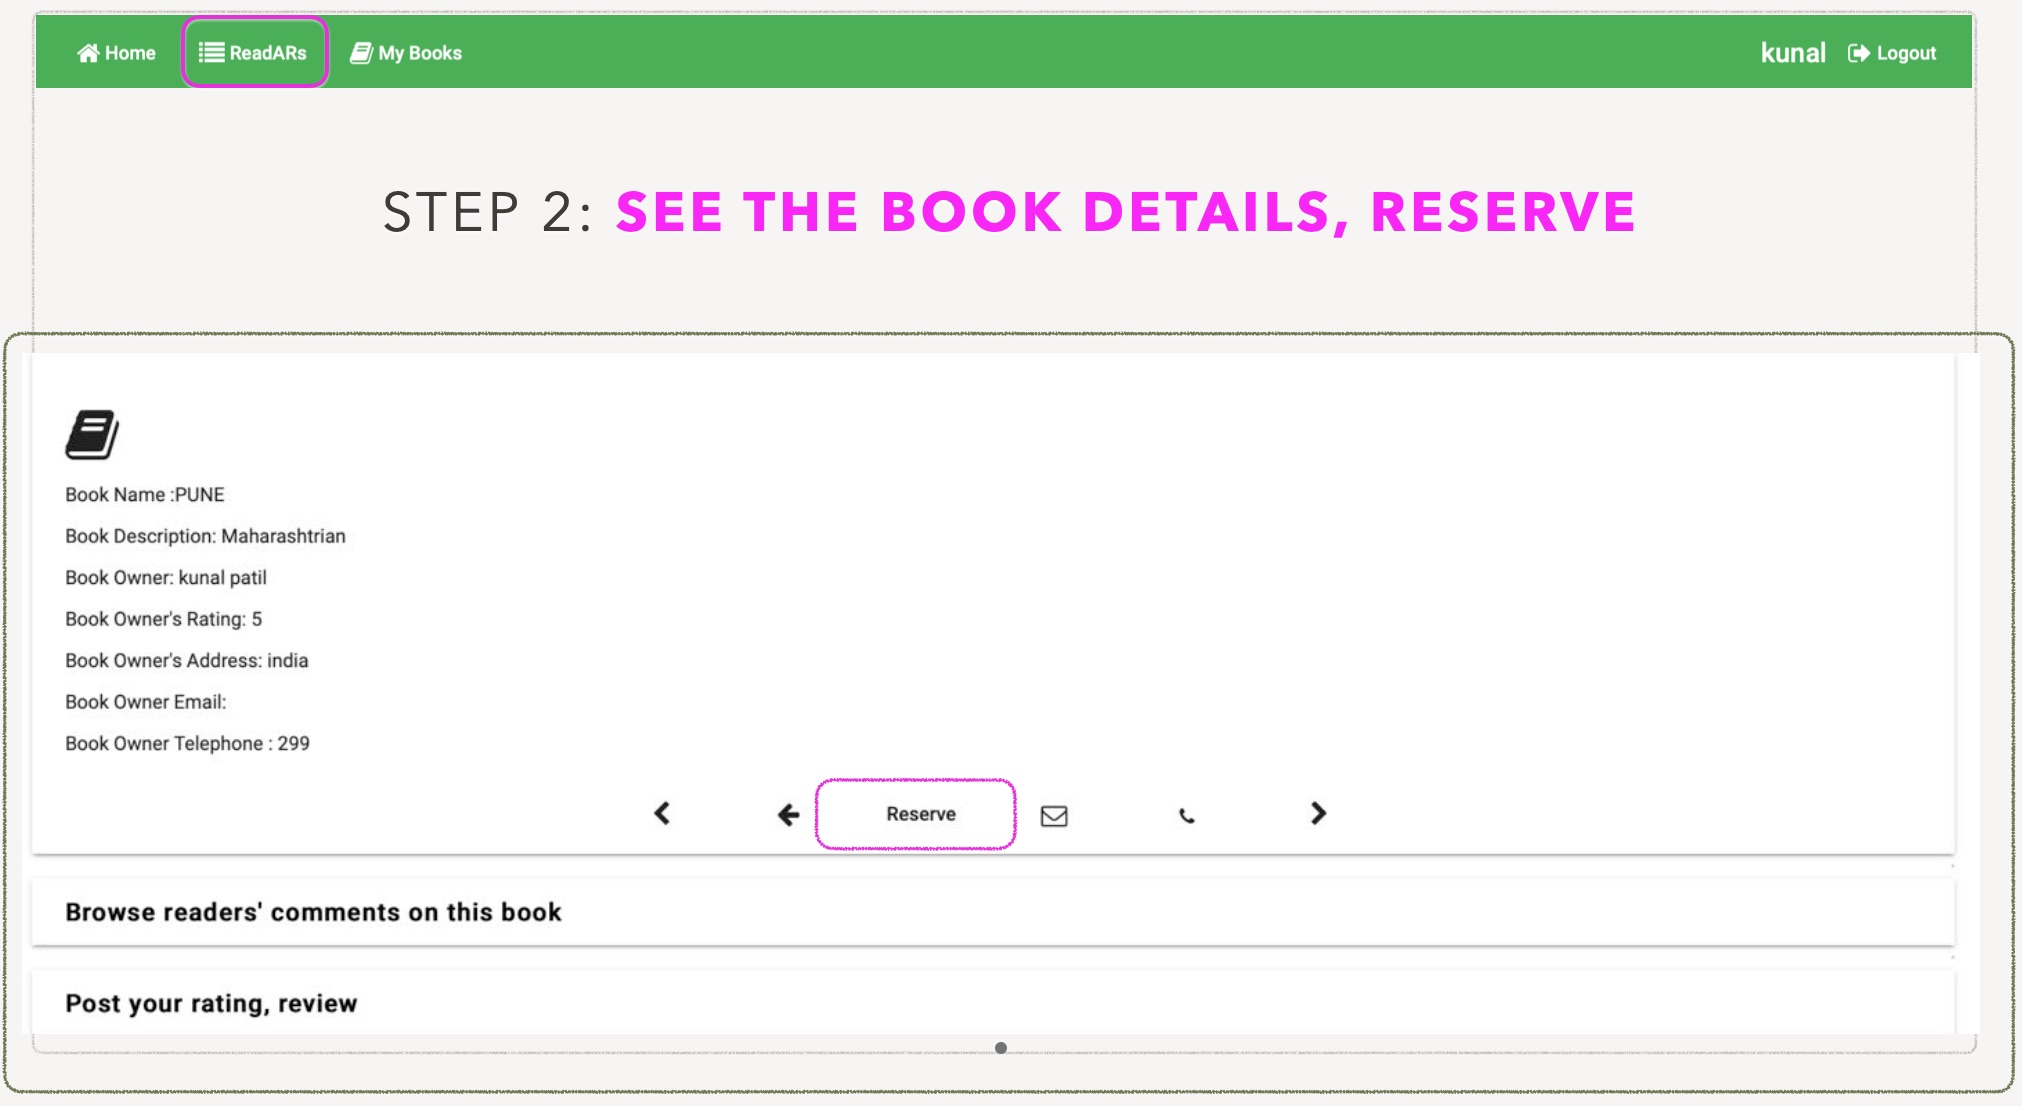 Home ReadARs My Books kunal Logout
STEP 2: SEE THE BOOK DETAILS, RESERVE
Book Name :PUNE
Book Description: Maharashtrian
Book Owner: kunal patil
Book Owner's Rating: 5
Book Owner's Address: india
Book Owner Email:
Book Owner Telephone : 299
Reserve
Browse readers' comments on this book
Post your rating, review